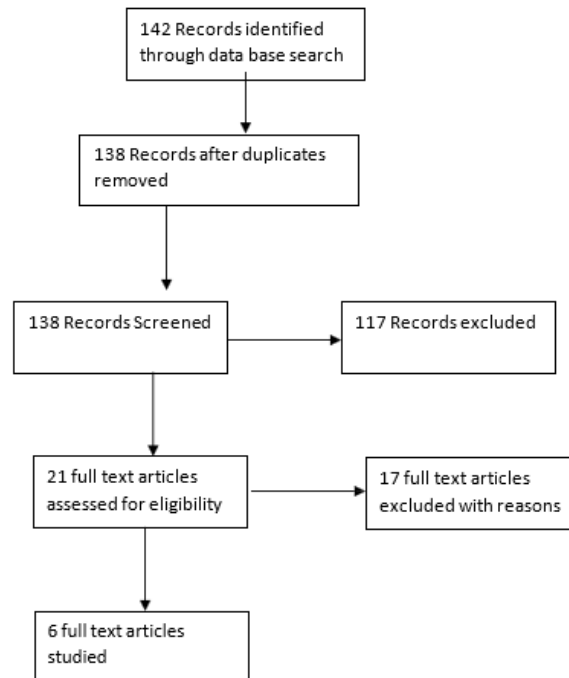 142 Records identified
through data base search
138 Records after duplicates
removed
138 Records Screened
117 Records excluded
21 full text articles
assessed for eligibility
17 full text articles
excluded with reasons
6 full text articles
studied